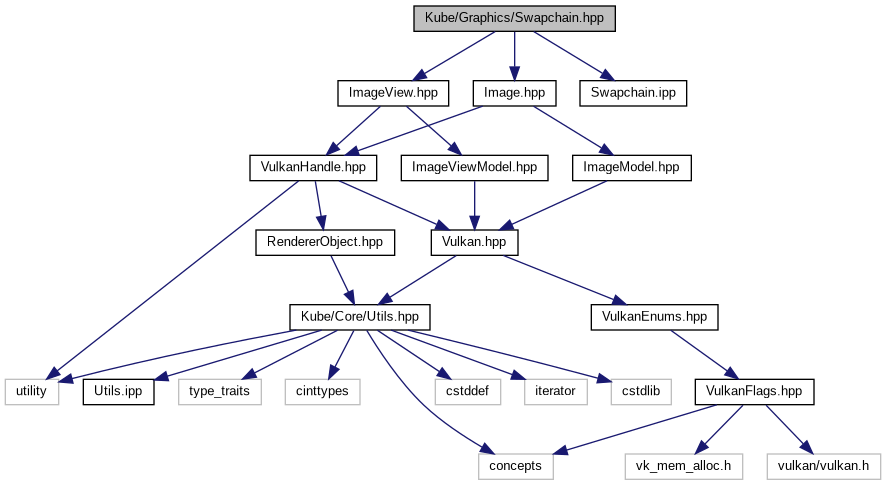 Kube/Graphics/Swapchain.hpp
ImageView.hpp
Image.hpp
Swapchain.ipp
VulkanHandle.hpp
ImageViewModel.hpp
ImageModel.hpp
RendererObject.hpp
Vulkan.hpp
Kube/Core/Utils.hpp
VulkanEnums.hpp
utility
Utils.ipp
type_traits
cinttypes
cstddef
iterator
cstdlib
VulkanFlags.hpp
concepts
vk_mem_alloc.h
vulkan/vulkan.h